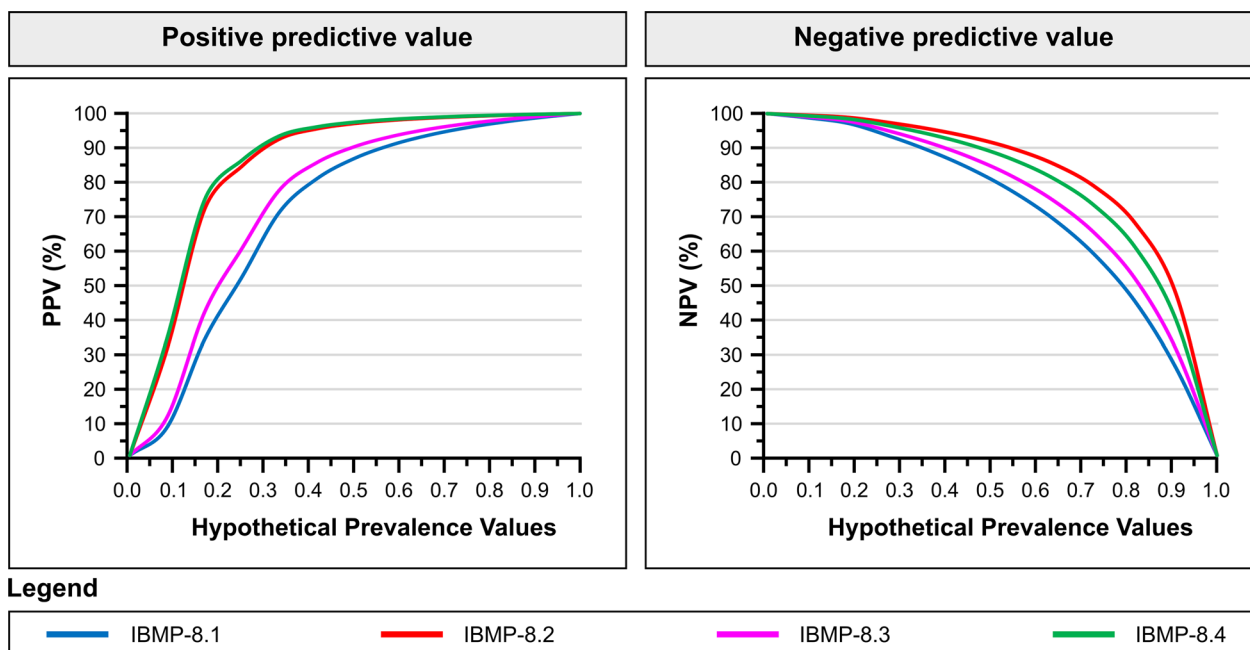 Positive predictive value
Negative predictive value
PPV (%)
100
90
80
70
60
50
40
30
20
10
0
0.0 0.1 0.2 0.3 0.4 0.5 0.6 0.7 0.8 0.9 1.0
Hypothetical Prevalence Values
NPV (%)
100
90
80
70
60
50
40
30
20
10
0
0.0 0.1 0.2 0.3 0.4 0.5 0.6 0.7 0.8 0.9 1.0
Hypothetical Prevalence Values
Legend
IBMP-8.1 IBMP-8.2 IBMP-8.3 IBMP-8.4